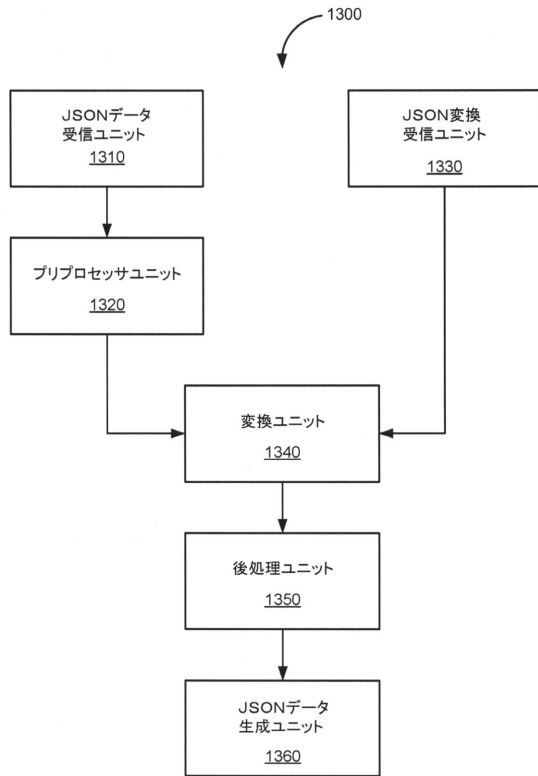 1300
JSONデータ
受信ユニット
1310
JSON変換
受信ユニット
1330
プリプロセッサユニット
1320
変換ユニット
1340
後処理ユニット
1350
JSONデータ
生成ユニット
1360